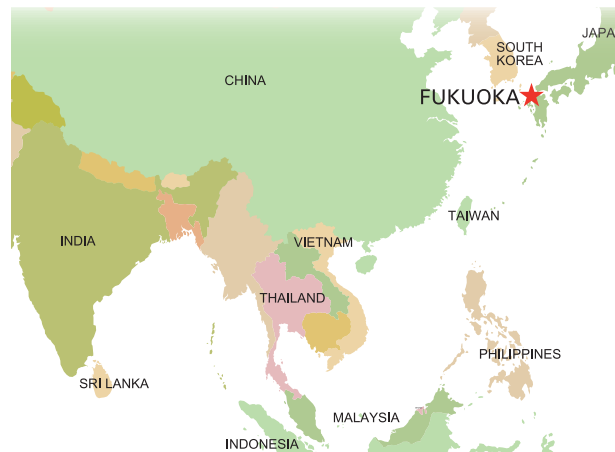 JAPA
SOUTH
KOREA
CHINA
FUKUOKA
TAIWAN
INDIA
VIETNAM
THAILAND
PHILIPPINES
SRI LANKA
MALAYSIA
INDONESIA